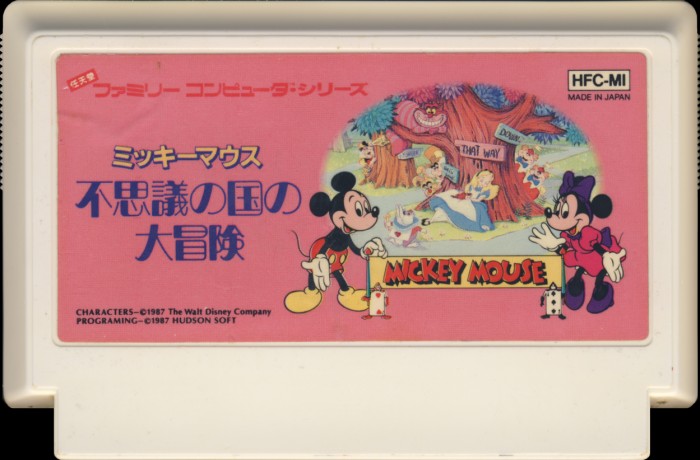 任天堂 ファミリー コンピュータ・シリーズ
HFC-MI
MADE IN JAPAN
ミッキーマウス
不思議の国の
大冒険
DOWN
THAT WAY
MICKEY MOUSE
CHARACTERS–©1987 The Walt Disney Company
PROGRAMING–©1987 HUDSON SOFT